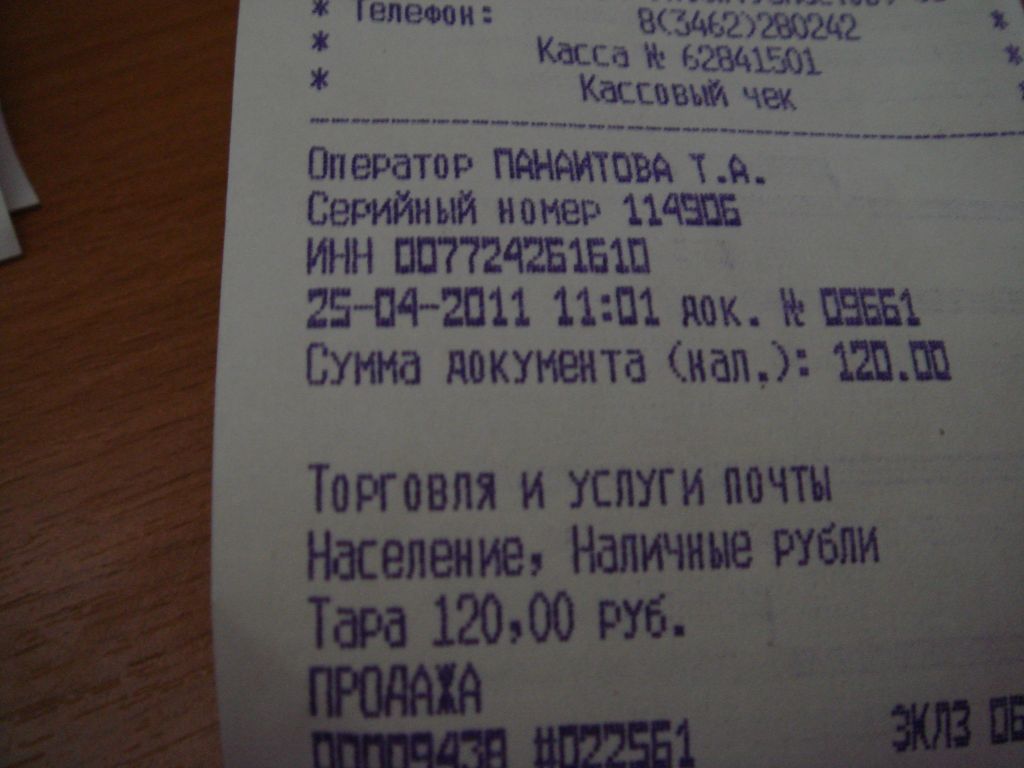 * Телефон: 8(3462)280242 *
* Касса № 62841501 *
* Кассовый чек *
Оператор ПАНАИТОВА Т.А.
Серийный номер 114906
ИНН 007724261610
25-04-2011 11:01 док. № 09661
Сумма документа (нал.): 120.00
Торговля и услуги почты
Население, Наличные рубли
Тара 120,00 руб.
ПРОДАЖА
00009438 #022561 ЭКЛЗ 06